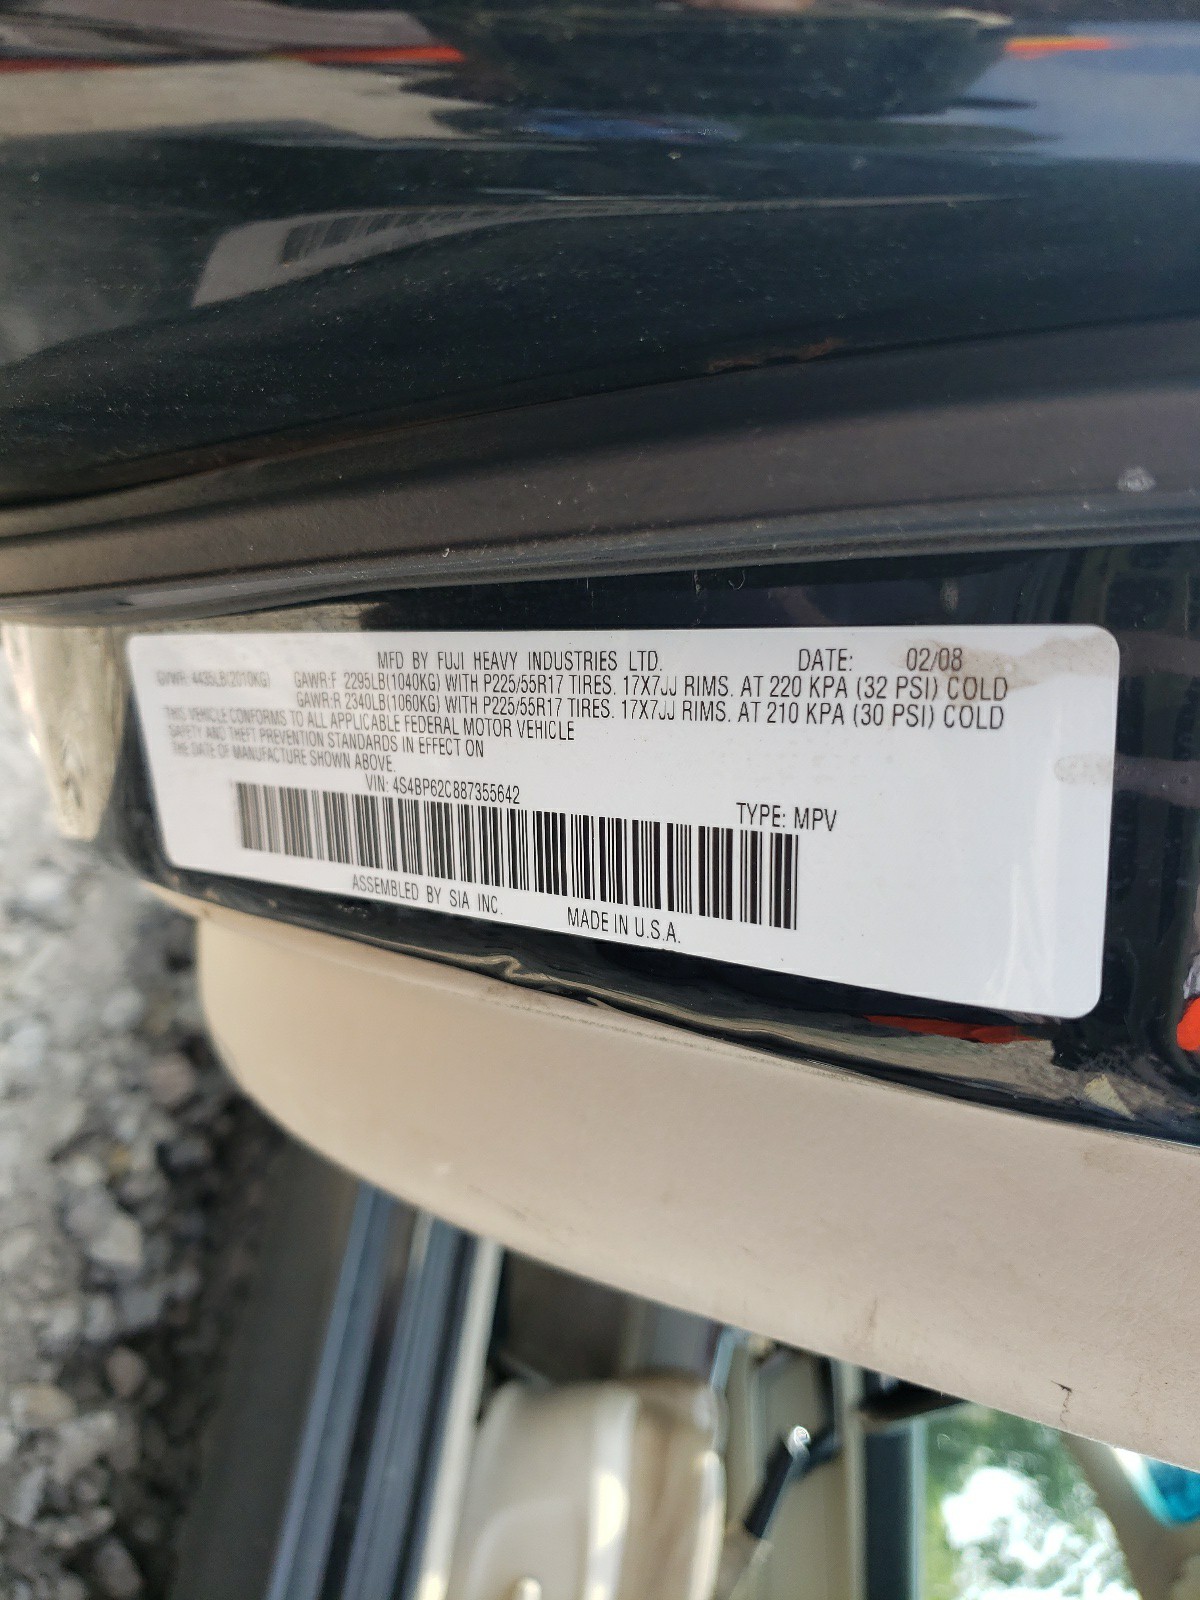 MFD BY FUJI HEAVY INDUSTRIES LTD. DATE: 02/08
GVWR: 4435LB(2010KG) GAWR:F 2295LB(1040KG) WITH P225/55R17 TIRES. 17X7JJ RIMS. AT 220 KPA (32 PSI) COLD
GAWR:R 2340LB(1060KG) WITH P225/55R17 TIRES. 17X7JJ RIMS. AT 210 KPA (30 PSI) COLD
THIS VEHICLE CONFORMS TO ALL APPLICABLE FEDERAL MOTOR VEHICLE
SAFETY AND THEFT PREVENTION STANDARDS IN EFFECT ON
THE DATE OF MANUFACTURE SHOWN ABOVE.
VIN: 4S4BP62C887355642
TYPE: MPV
ASSEMBLED BY SIA INC. MADE IN U.S.A.